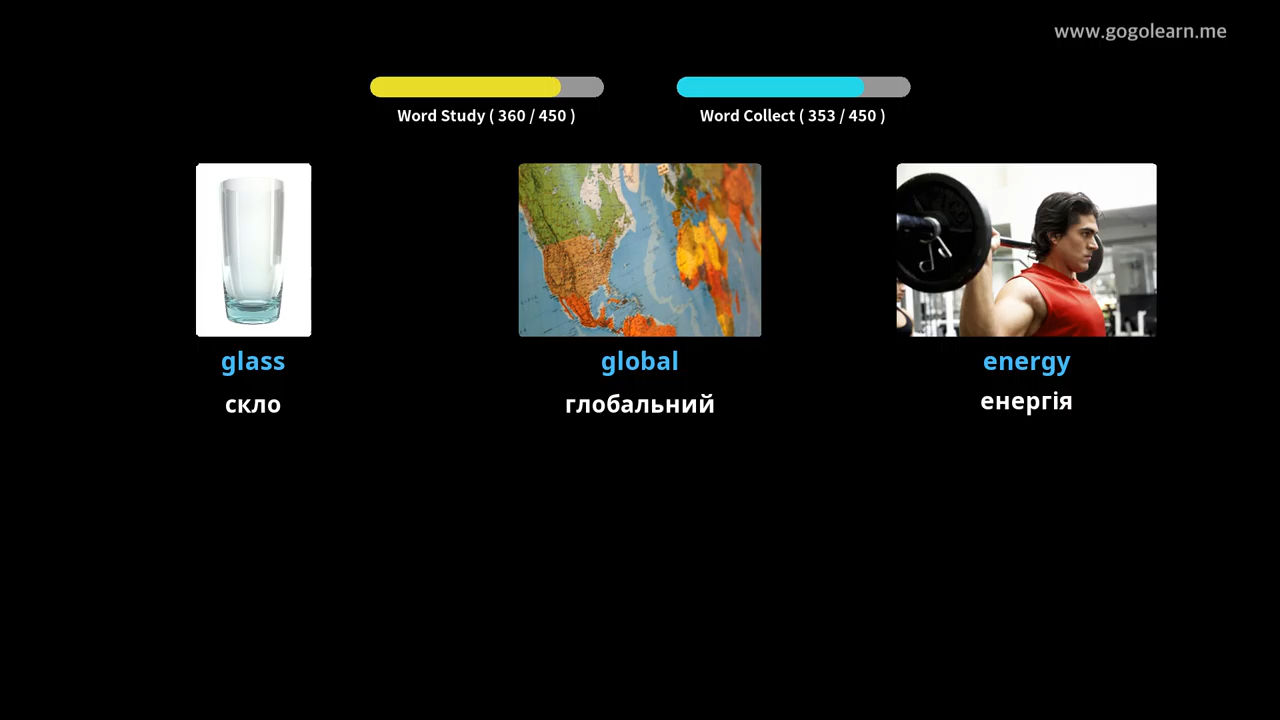 www.gogolearn.me
Word Study ( 360 / 450 )
Word Collect ( 353 / 450 )
glass
global
energy
скло
глобальний
енергія